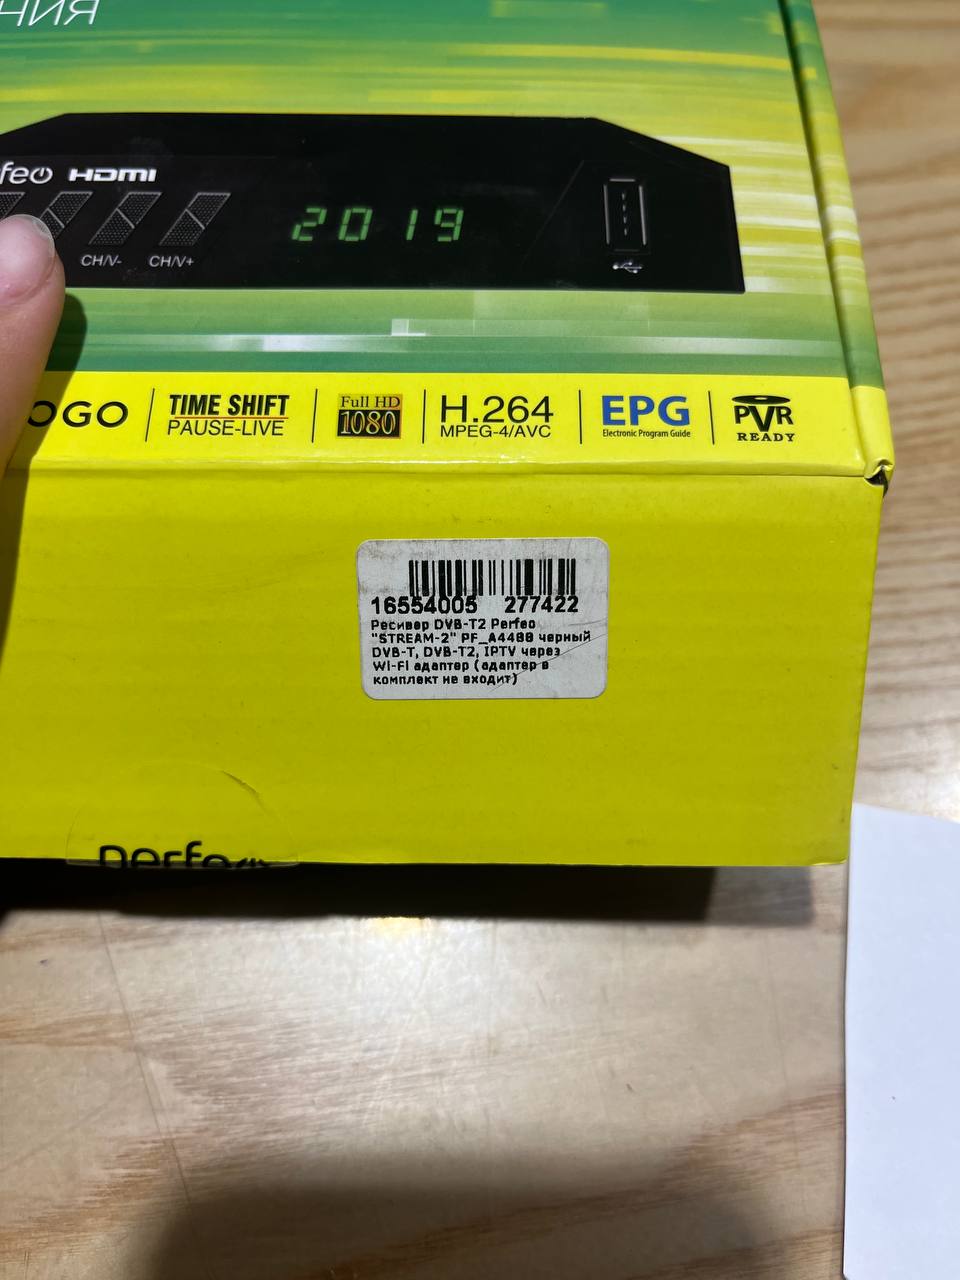 НИЯ
feo HDMI
2019
CH/V- CH/V+
OGO
TIME SHIFT
PAUSE-LIVE
Full HD
1080
H.264
MPEG-4/AVC
EPG
Electronic Program Guide
PVR
READY
16554005 277422
Ресивер DVB-T2 Perfeo
"STREAM-2" PF_A4488 черный
DVB-T, DVB-T2, IPTV через
Wi-Fi адаптер (адаптер в
комплект не входит)
perfeo